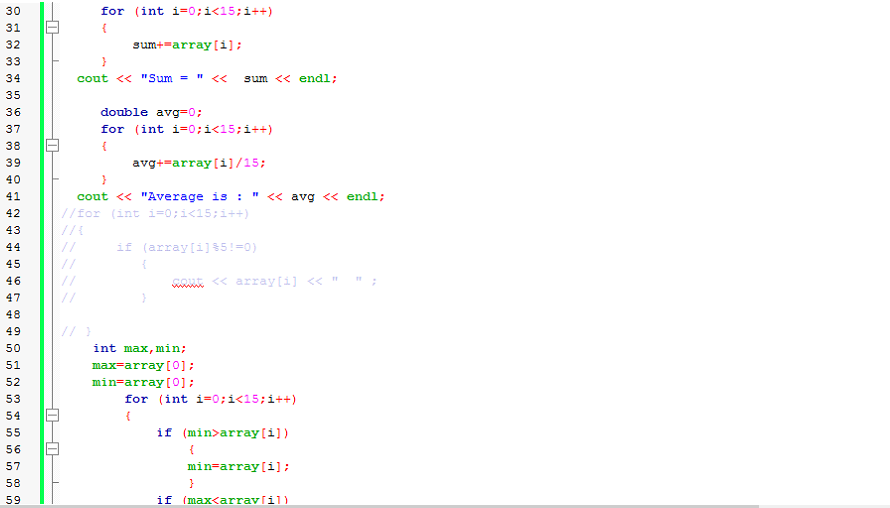 30 for (int i=0;i<15;i++)
31 {
32 sum+=array[i];
33 }
34 cout << "Sum = " << sum << endl;
35
36 double avg=0;
37 for (int i=0;i<15;i++)
38 {
39 avg+=array[i]/15;
40 }
41 cout << "Average is : " << avg << endl;
42 //for (int i=0;i<15;i++)
43 //{
44 // if (array[i]%5!=0)
45 // {
46 // cout << array[i] << " " ;
47 // }
48
49 // }
50 int max,min;
51 max=array[0];
52 min=array[0];
53 for (int i=0;i<15;i++)
54 {
55 if (min>array[i])
56 {
57 min=array[i];
58 }
59 if (max<array[i])